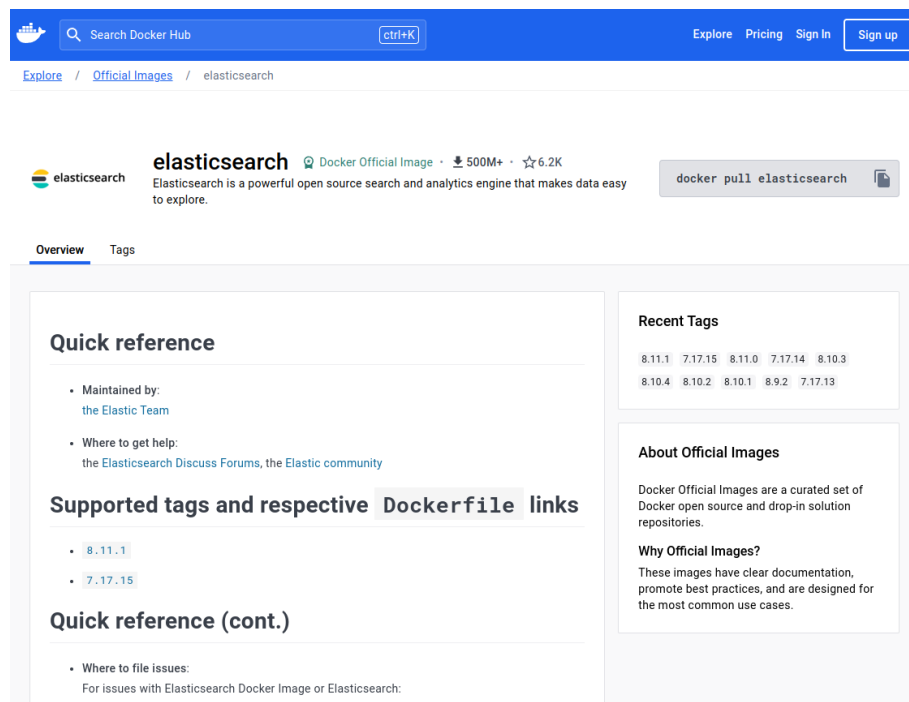 Search Docker Hub ctrl+K Explore Pricing Sign In Sign up
Explore / Official Images / elasticsearch
elasticsearch
elasticsearch Docker Official Image · 500M+ · 6.2K
Elasticsearch is a powerful open source search and analytics engine that makes data easy
to explore.
docker pull elasticsearch
Overview Tags
Quick reference
• Maintained by:
the Elastic Team
• Where to get help:
the Elasticsearch Discuss Forums, the Elastic community
Supported tags and respective Dockerfile links
• 8.11.1
• 7.17.15
Quick reference (cont.)
• Where to file issues:
For issues with Elasticsearch Docker Image or Elasticsearch:
Recent Tags
8.11.1 7.17.15 8.11.0 7.17.14 8.10.3
8.10.4 8.10.2 8.10.1 8.9.2 7.17.13
About Official Images
Docker Official Images are a curated set of
Docker open source and drop-in solution
repositories.
Why Official Images?
These images have clear documentation,
promote best practices, and are designed for
the most common use cases.